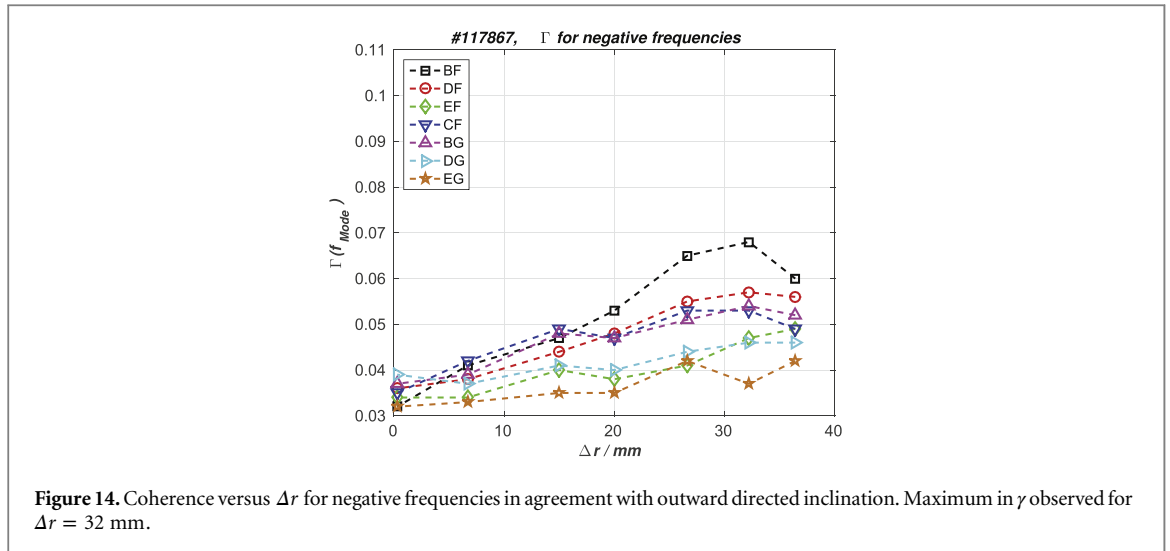 #117867, Γ for negative frequencies
0.11
0.1
0.09
0.08
0.07
0.06
0.05
0.04
0.03
Γ (f Mode )
BF
DF
EF
CF
BG
DG
EG
0 10 20 30 40
Δ r / mm
Figure 14. Coherence versus Δr for negative frequencies in agreement with outward directed inclination. Maximum in γ observed for
Δr = 32 mm.